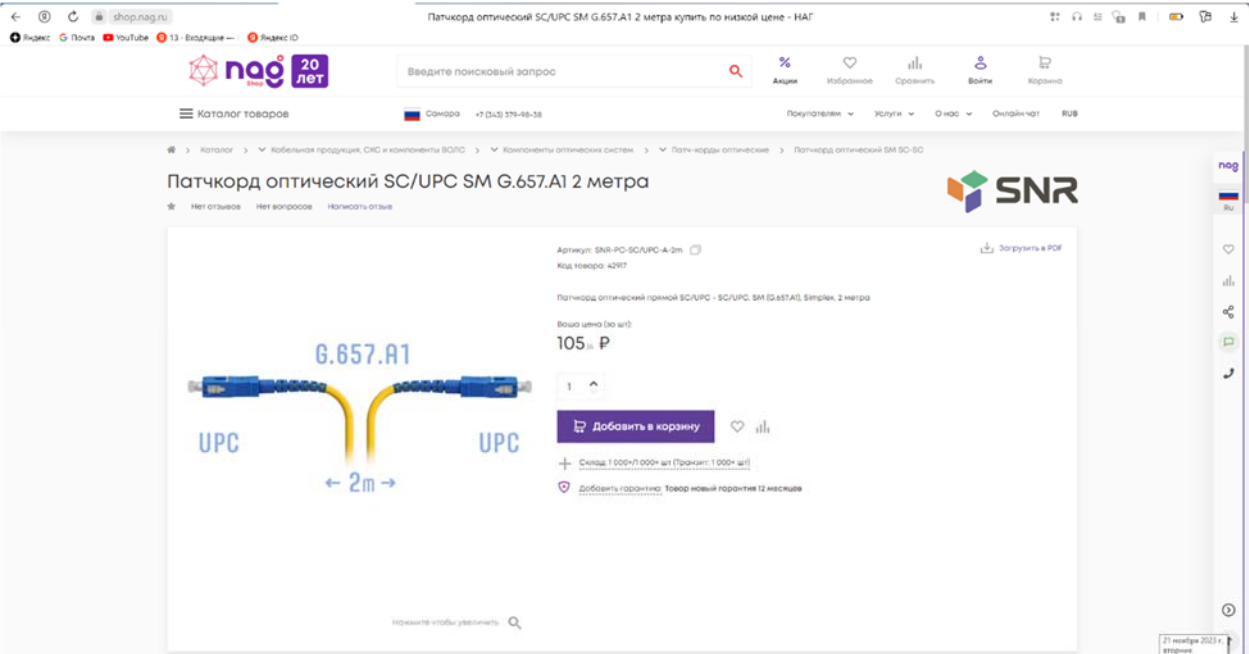 shop.nag.ru
Патчкорд оптический SC/UPC SM G.657.A1 2 метра купить по низкой цене - НАГ
Яндекс
Почта
YouTube
13 · Входящие —
Яндекс ID
nag
Shop
20
лет
Введите поисковый запрос
Акции
Избранное
Сравнить
Войти
Корзина
Каталог товаров
Самара
+7 (343) 379-98-38
Покупателям
Услуги
О нас
Онлайн чат
RUB
Каталог > Кабельная продукция, СКС и компоненты ВОЛС > Компоненты оптических систем > Патч-корды оптические > Патчкорд оптический SM SC-SC
nag
Патчкорд оптический SC/UPC SM G.657.A1 2 метра
SNR
Ru
Нет отзывов
Нет вопросов
Написать отзыв
Артикул: SNR-PC-SC/UPC-A-2m
Загрузить в PDF
Код товара: 42917
Патчкорд оптический прямой SC/UPC - SC/UPC, SM (G.657.A1), Simplex, 2 метра
Ваша цена (за шт):
105 ₽
G.657.A1
1
UPC
UPC
Добавить в корзину
Склад: 1 000+/1 000+ шт (Транзит: 1 000+ шт)
2m
Добавить гарантию: Товар новый гарантия 12 месяцев
Нажмите чтобы увеличить
21 ноября 2023 г.
вторник